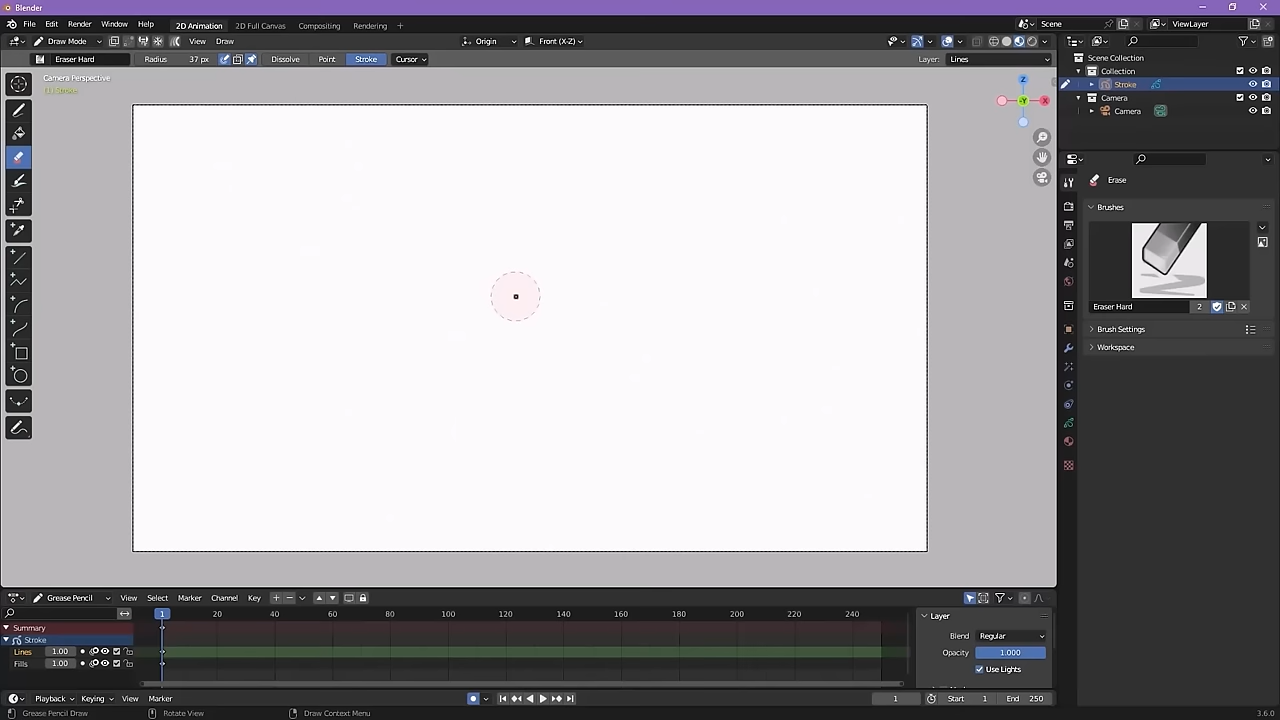 Blender
File Edit Render Window Help 2D Animation 2D Full Canvas Compositing Rendering + Scene ViewLayer
Draw Mode View Draw Origin Front (X-Z)
Eraser Hard Radius 37 px Dissolve Point Stroke Cursor Layer: Lines
Camera Perspective
(1) Stroke
Z
-Y
X
Scene Collection
Collection
Stroke
Camera
Camera
Erase
Brushes
Eraser Hard 2
Brush Settings
Workspace
Grease Pencil View Select Marker Channel Key
1 20 40 60 80 100 120 140 160 180 200 220 240
Summary
Stroke
Lines 1.00
Fills 1.00
Layer
Blend Regular
Opacity 1.000
Use Lights
Playback Keying View Marker 1 Start 1 End 250
Grease Pencil Draw Rotate View Draw Context Menu 3.6.0